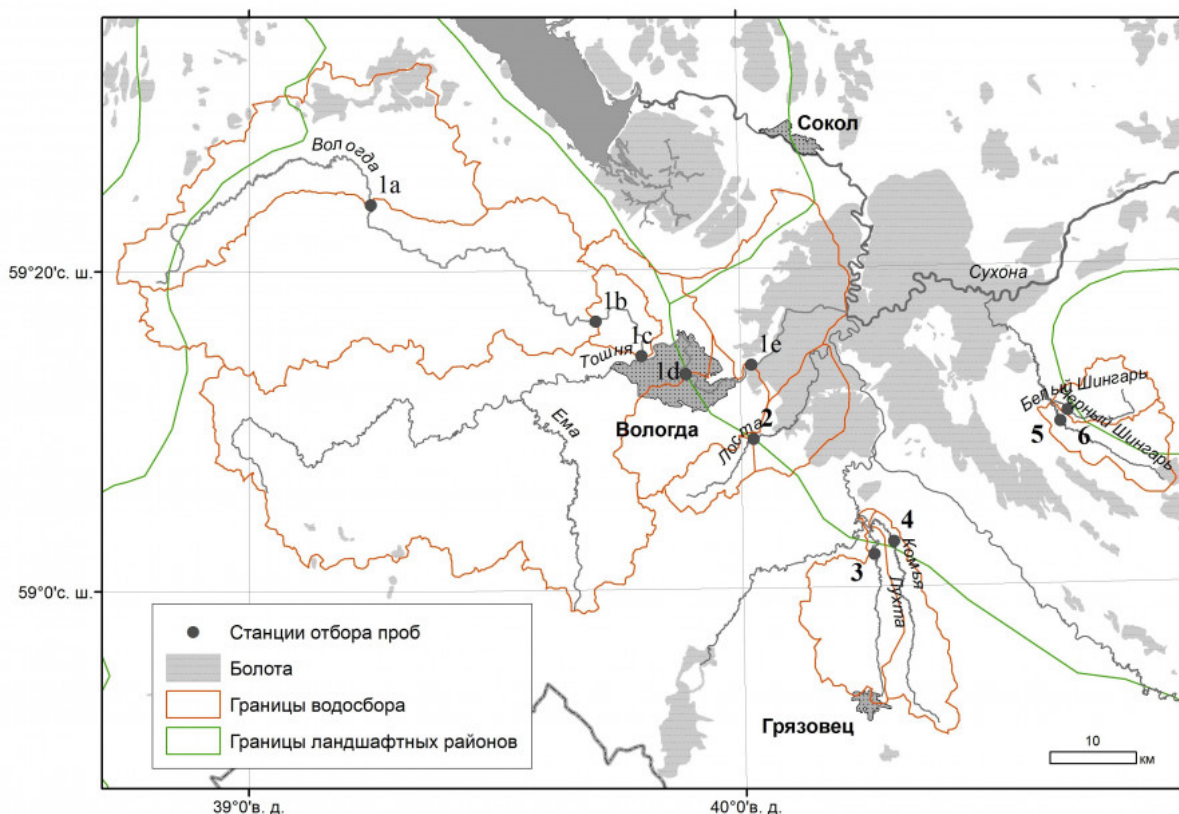 Сокол
Вологда
1a
59°20'с. ш.
Сухона
1b
1c
Тошня
1e
1d
Белый Шингарь
Черный Шингарь
Ема
Вологда
2
Лоста
5
6
4
Комья
3
Пухта
59°0'с. ш.
Станции отбора проб
Болота
Границы водосбора
Границы ландшафтных районов
Грязовец
10
км
39°0'в. д.
40°0'в. д.